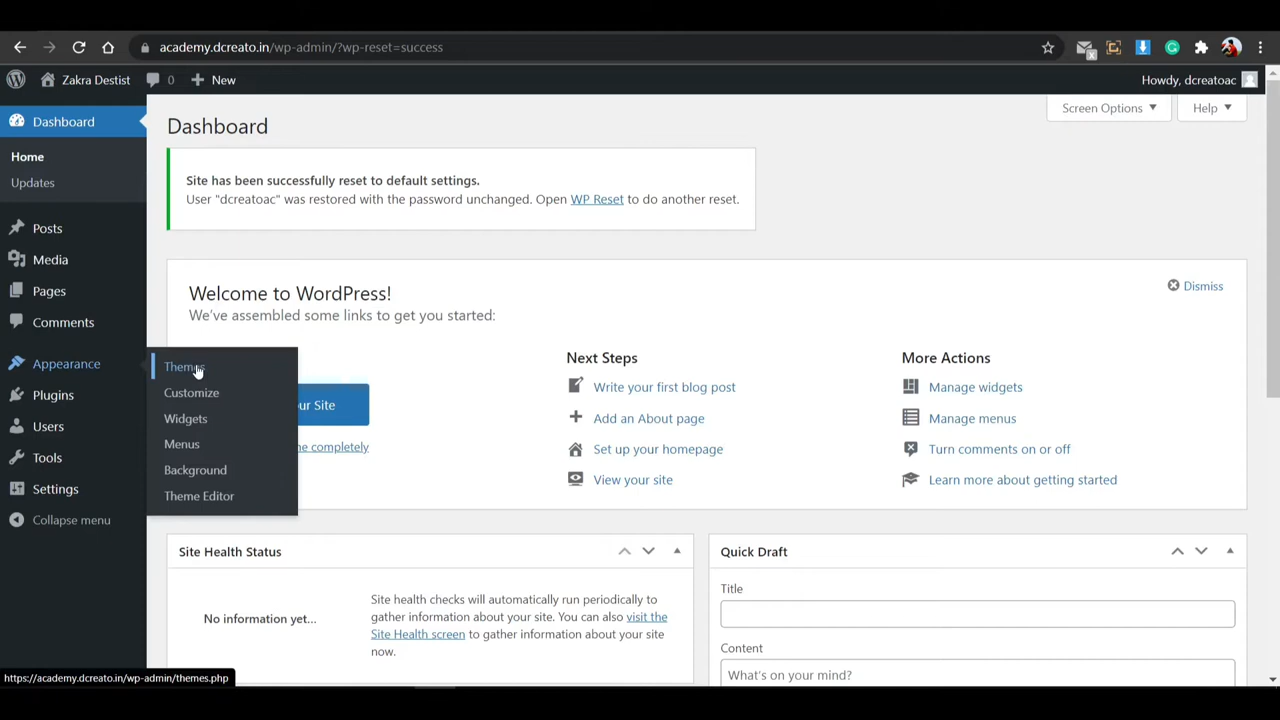 academy.dcreato.in/wp-admin/?wp-reset=success
Zakra Destist
0
New
Howdy, dcreatoac
Dashboard
Home
Updates
Posts
Media
Pages
Comments
Appearance
Plugins
Users
Tools
Settings
Collapse menu
Themes
Customize
Widgets
Menus
Background
Theme Editor
Dashboard
Screen Options
Help
Site has been successfully reset to default settings.
User "dcreatoac" was restored with the password unchanged. Open WP Reset to do another reset.
Welcome to WordPress!
We've assembled some links to get you started:
Dismiss
our Site
me completely
Next Steps
Write your first blog post
Add an About page
Set up your homepage
View your site
More Actions
Manage widgets
Manage menus
Turn comments on or off
Learn more about getting started
Site Health Status
No information yet...
Site health checks will automatically run periodically to
gather information about your site. You can also visit the
Site Health screen to gather information about your site
now.
Quick Draft
Title
Content
What's on your mind?
https://academy.dcreato.in/wp-admin/themes.php